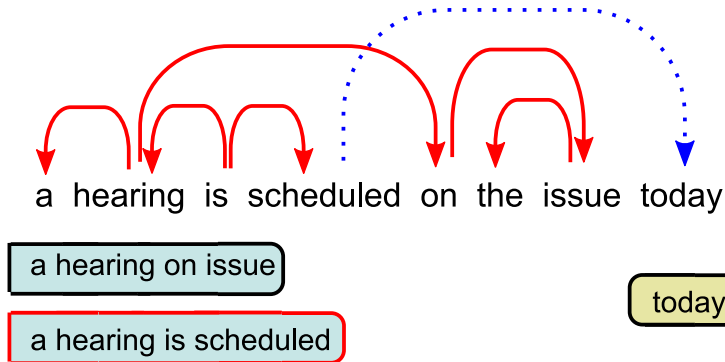 a hearing is scheduled on the issue today
a hearing on issue
today
a hearing is scheduled